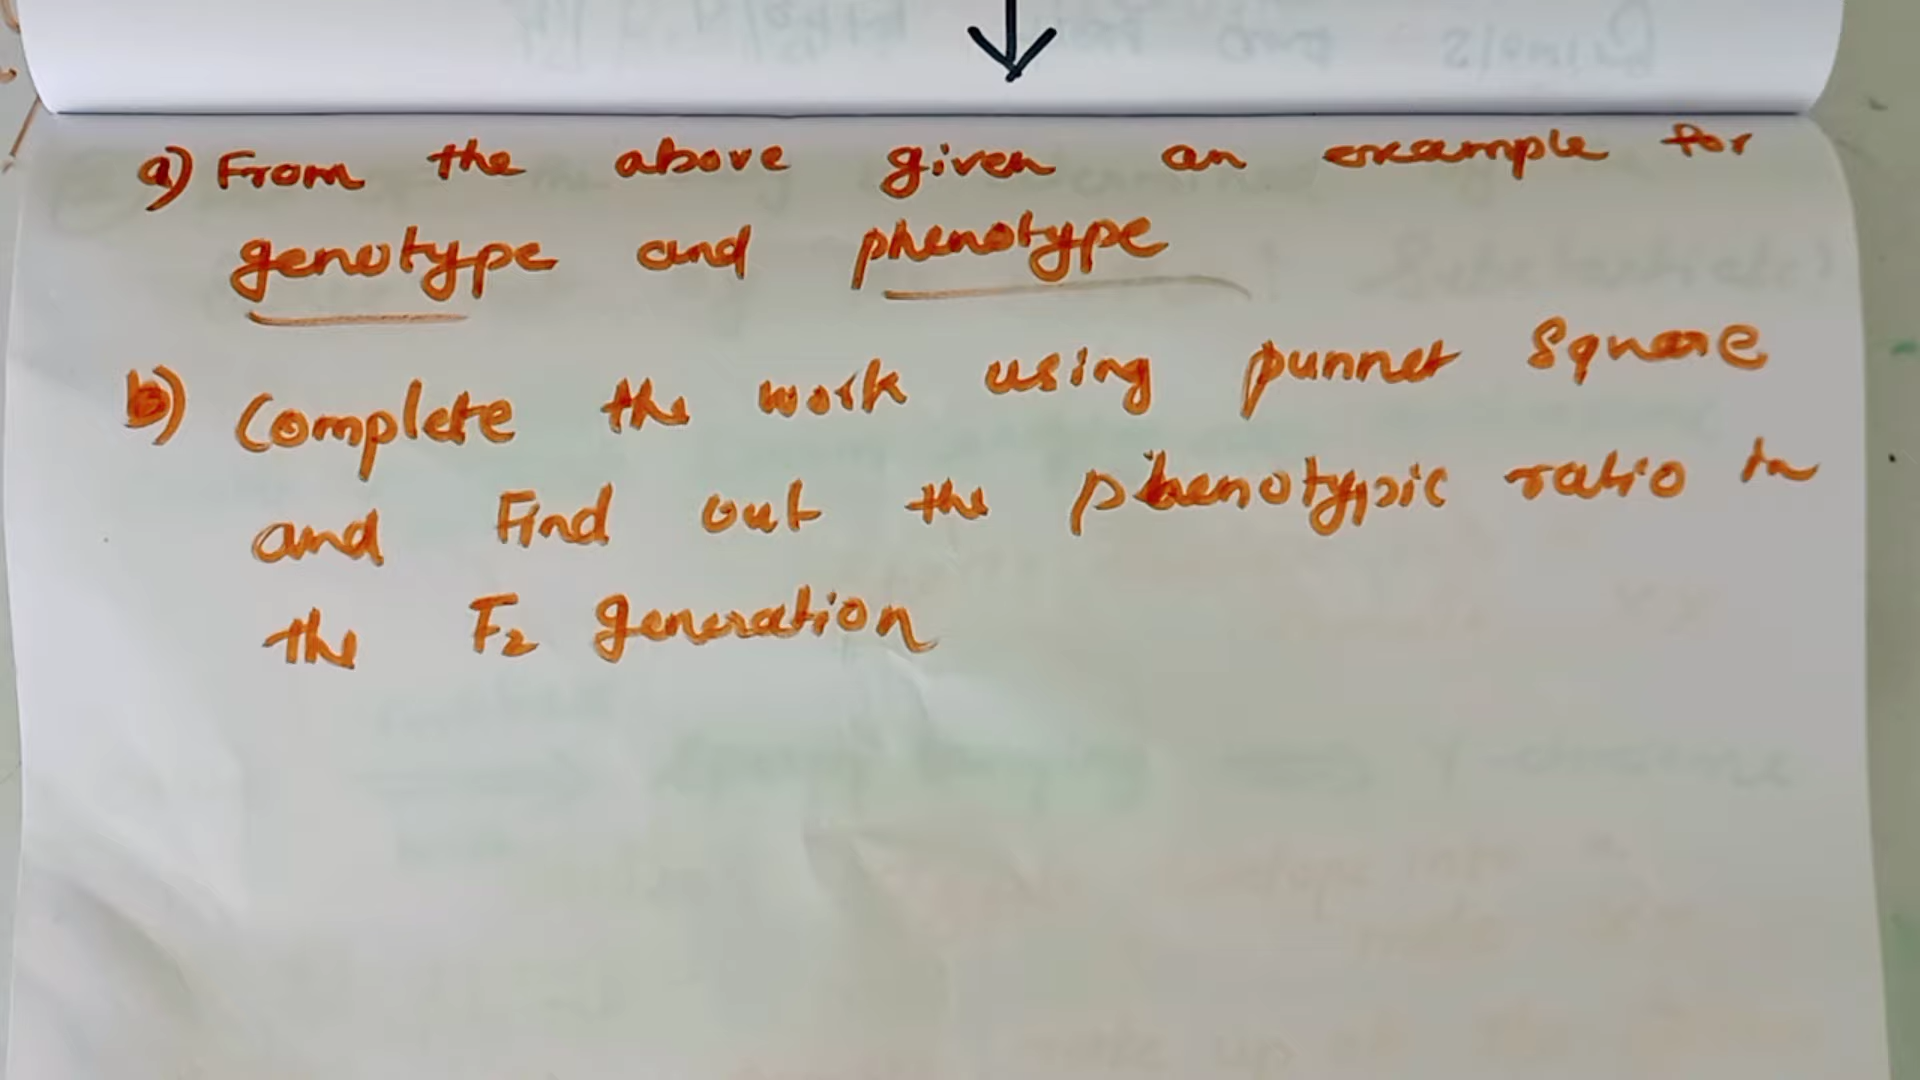 a) From the above given an example for
genotype and phenotype
b) Complete the work using punnet square
and Find out the phenotypic ratio in
the F₂ generation